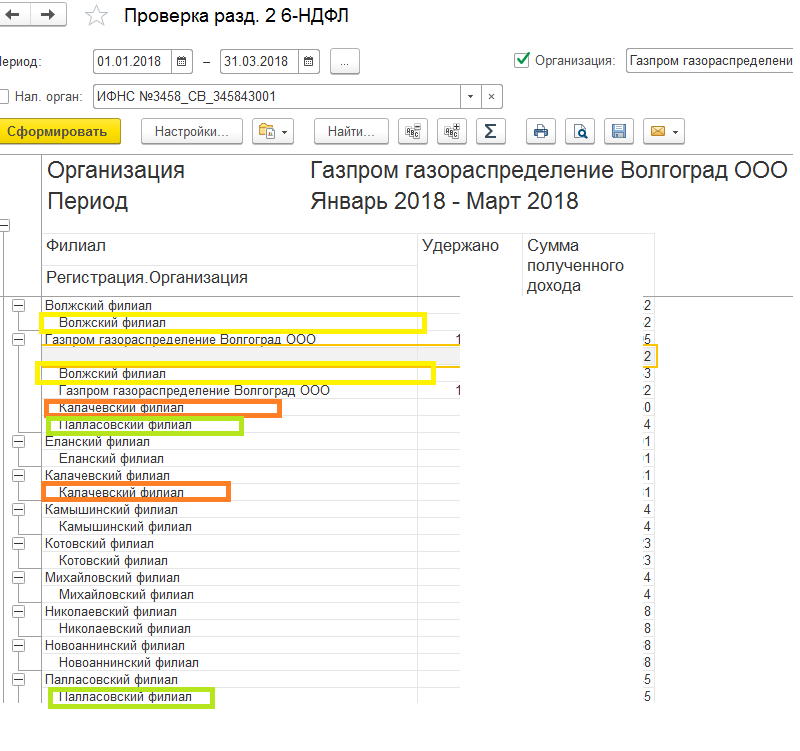 Проверка разд. 2 6-НДФЛ
Период: 01.01.2018 – 31.03.2018 ... Организация: Газпром газораспределени
Нал. орган: ИФНС №3458_СВ_345843001
Сформировать Настройки... Найти...
Организация Газпром газораспределение Волгоград ООО
Период Январь 2018 - Март 2018
Филиал Удержано Сумма полученного дохода
Регистрация.Организация
Волжский филиал 2
Волжский филиал 2
Газпром газораспределение Волгоград ООО 1 5
2
Волжский филиал 3
Газпром газораспределение Волгоград ООО 1 2
Калачевский филиал 0
Палласовский филиал 4
Еланский филиал 1
Еланский филиал 1
Калачевский филиал 1
Калачевский филиал 1
Камышинский филиал 4
Камышинский филиал 4
Котовский филиал 3
Котовский филиал 3
Михайловский филиал 4
Михайловский филиал 4
Николаевский филиал 8
Николаевский филиал 8
Новоаннинский филиал 8
Новоаннинский филиал 8
Палласовский филиал 5
Палласовский филиал 5